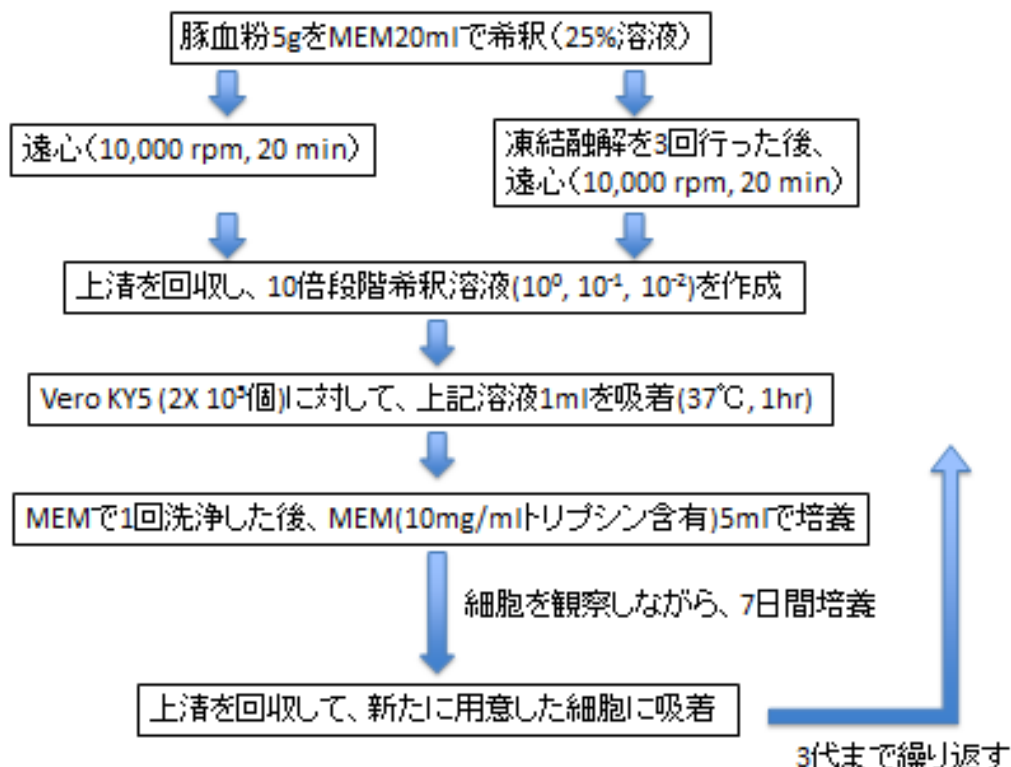 豚血粉5gをMEM20mlで希釈(25%溶液)
遠心(10,000 rpm, 20 min)
凍結融解を3回行った後、
遠心(10,000 rpm, 20 min)
上清を回収し、10倍段階希釈溶液(10⁰, 10⁻¹, 10⁻²)を作成
Vero KY5 (2X 10⁵個)に対して、上記溶液1mlを吸着(37℃, 1hr)
MEMで1回洗浄した後、MEM(10mg/mlトリプシン含有)5mlで培養
細胞を観察しながら、7日間培養
上清を回収して、新たに用意した細胞に吸着
3代まで繰り返す